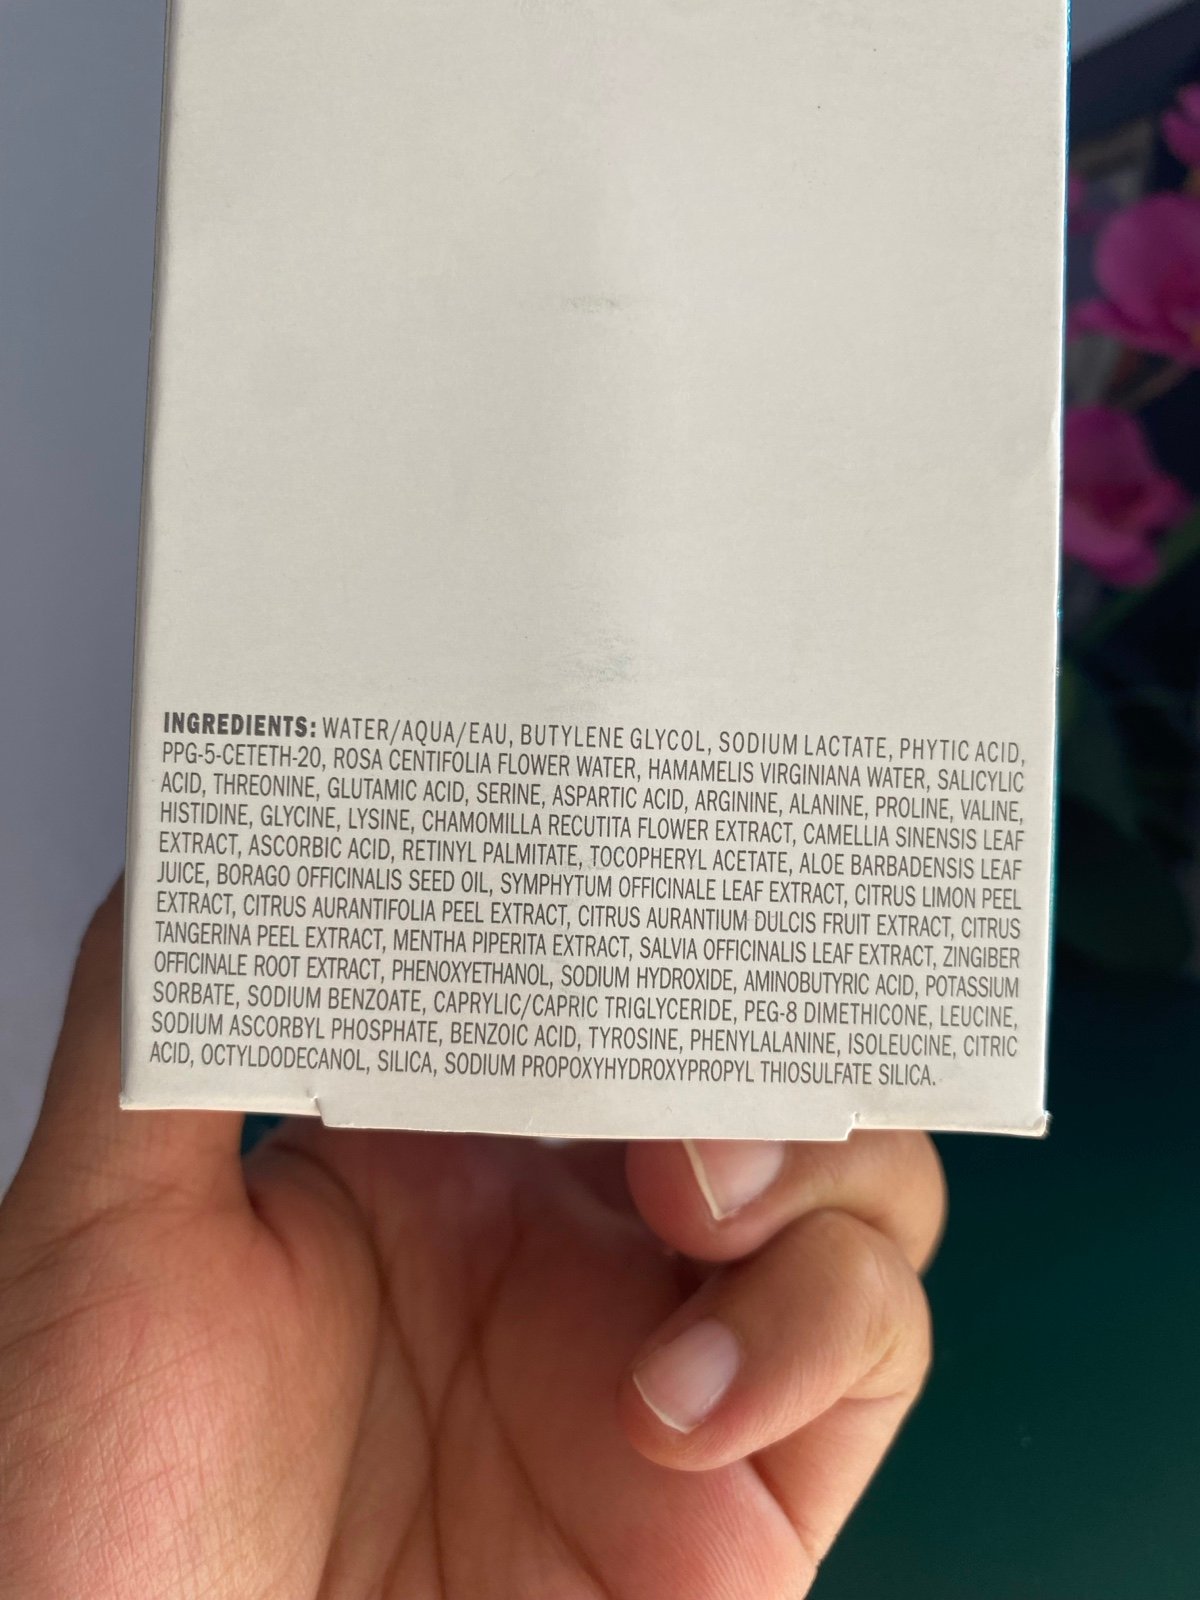 INGREDIENTS: WATER/AQUA/EAU, BUTYLENE GLYCOL, SODIUM LACTATE, PHYTIC ACID,
PPG-5-CETETH-20, ROSA CENTIFOLIA FLOWER WATER, HAMAMELIS VIRGINIANA WATER, SALICYLIC
ACID, THREONINE, GLUTAMIC ACID, SERINE, ASPARTIC ACID, ARGININE, ALANINE, PROLINE, VALINE,
HISTIDINE, GLYCINE, LYSINE, CHAMOMILLA RECUTITA FLOWER EXTRACT, CAMELLIA SINENSIS LEAF
EXTRACT, ASCORBIC ACID, RETINYL PALMITATE, TOCOPHERYL ACETATE, ALOE BARBADENSIS LEAF
JUICE, BORAGO OFFICINALIS SEED OIL, SYMPHYTUM OFFICINALE LEAF EXTRACT, CITRUS LIMON PEEL
EXTRACT, CITRUS AURANTIFOLIA PEEL EXTRACT, CITRUS AURANTIUM DULCIS FRUIT EXTRACT, CITRUS
TANGERINA PEEL EXTRACT, MENTHA PIPERITA EXTRACT, SALVIA OFFICINALIS LEAF EXTRACT, ZINGIBER
OFFICINALE ROOT EXTRACT, PHENOXYETHANOL, SODIUM HYDROXIDE, AMINOBUTYRIC ACID, POTASSIUM
SORBATE, SODIUM BENZOATE, CAPRYLIC/CAPRIC TRIGLYCERIDE, PEG-8 DIMETHICONE, LEUCINE,
SODIUM ASCORBYL PHOSPHATE, BENZOIC ACID, TYROSINE, PHENYLALANINE, ISOLEUCINE, CITRIC
ACID, OCTYLDODECANOL, SILICA, SODIUM PROPOXYHYDROXYPROPYL THIOSULFATE SILICA.